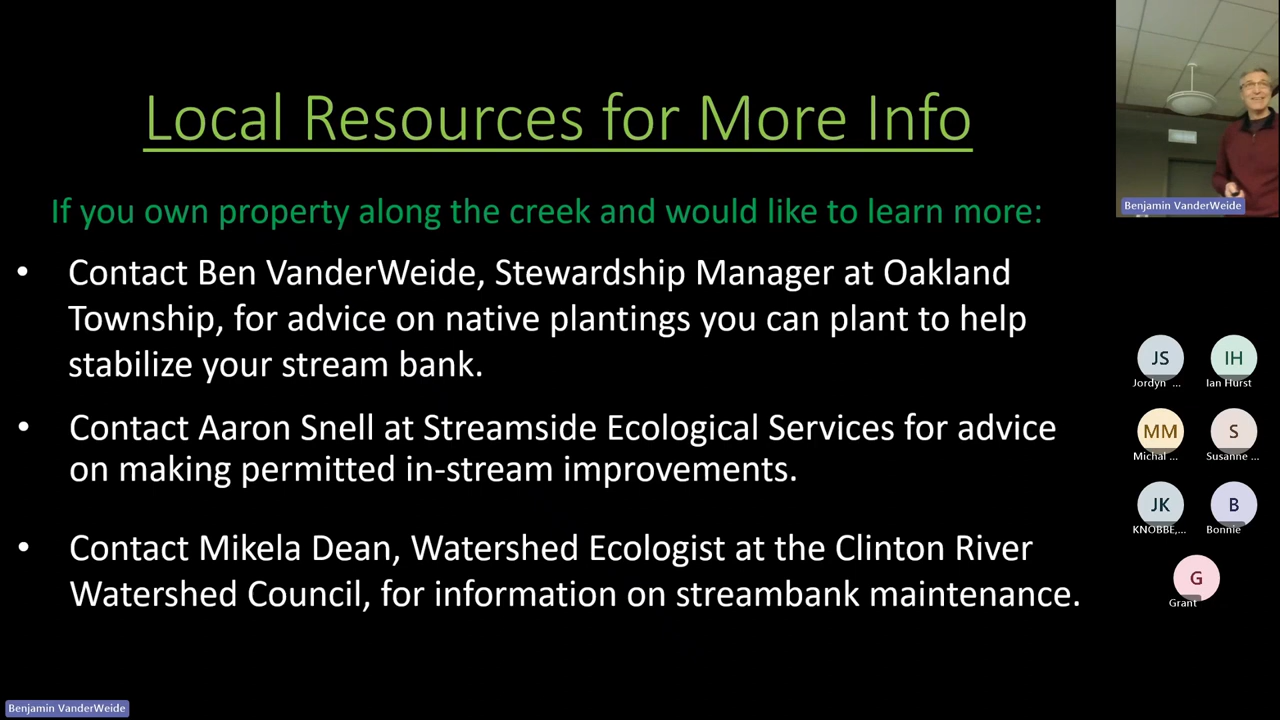 Local Resources for More Info
If you own property along the creek and would like to learn more:
• Contact Ben VanderWeide, Stewardship Manager at Oakland
Township, for advice on native plantings you can plant to help
stabilize your stream bank.
• Contact Aaron Snell at Streamside Ecological Services for advice
on making permitted in-stream improvements.
• Contact Mikela Dean, Watershed Ecologist at the Clinton River
Watershed Council, for information on streambank maintenance.
Benjamin VanderWeide
JS
IH
Jordyn ...
Ian Hurst
MM
S
Michal ...
Susanne ...
JK
B
KNOBBE,...
Bonnie
G
Grant
Benjamin VanderWeide